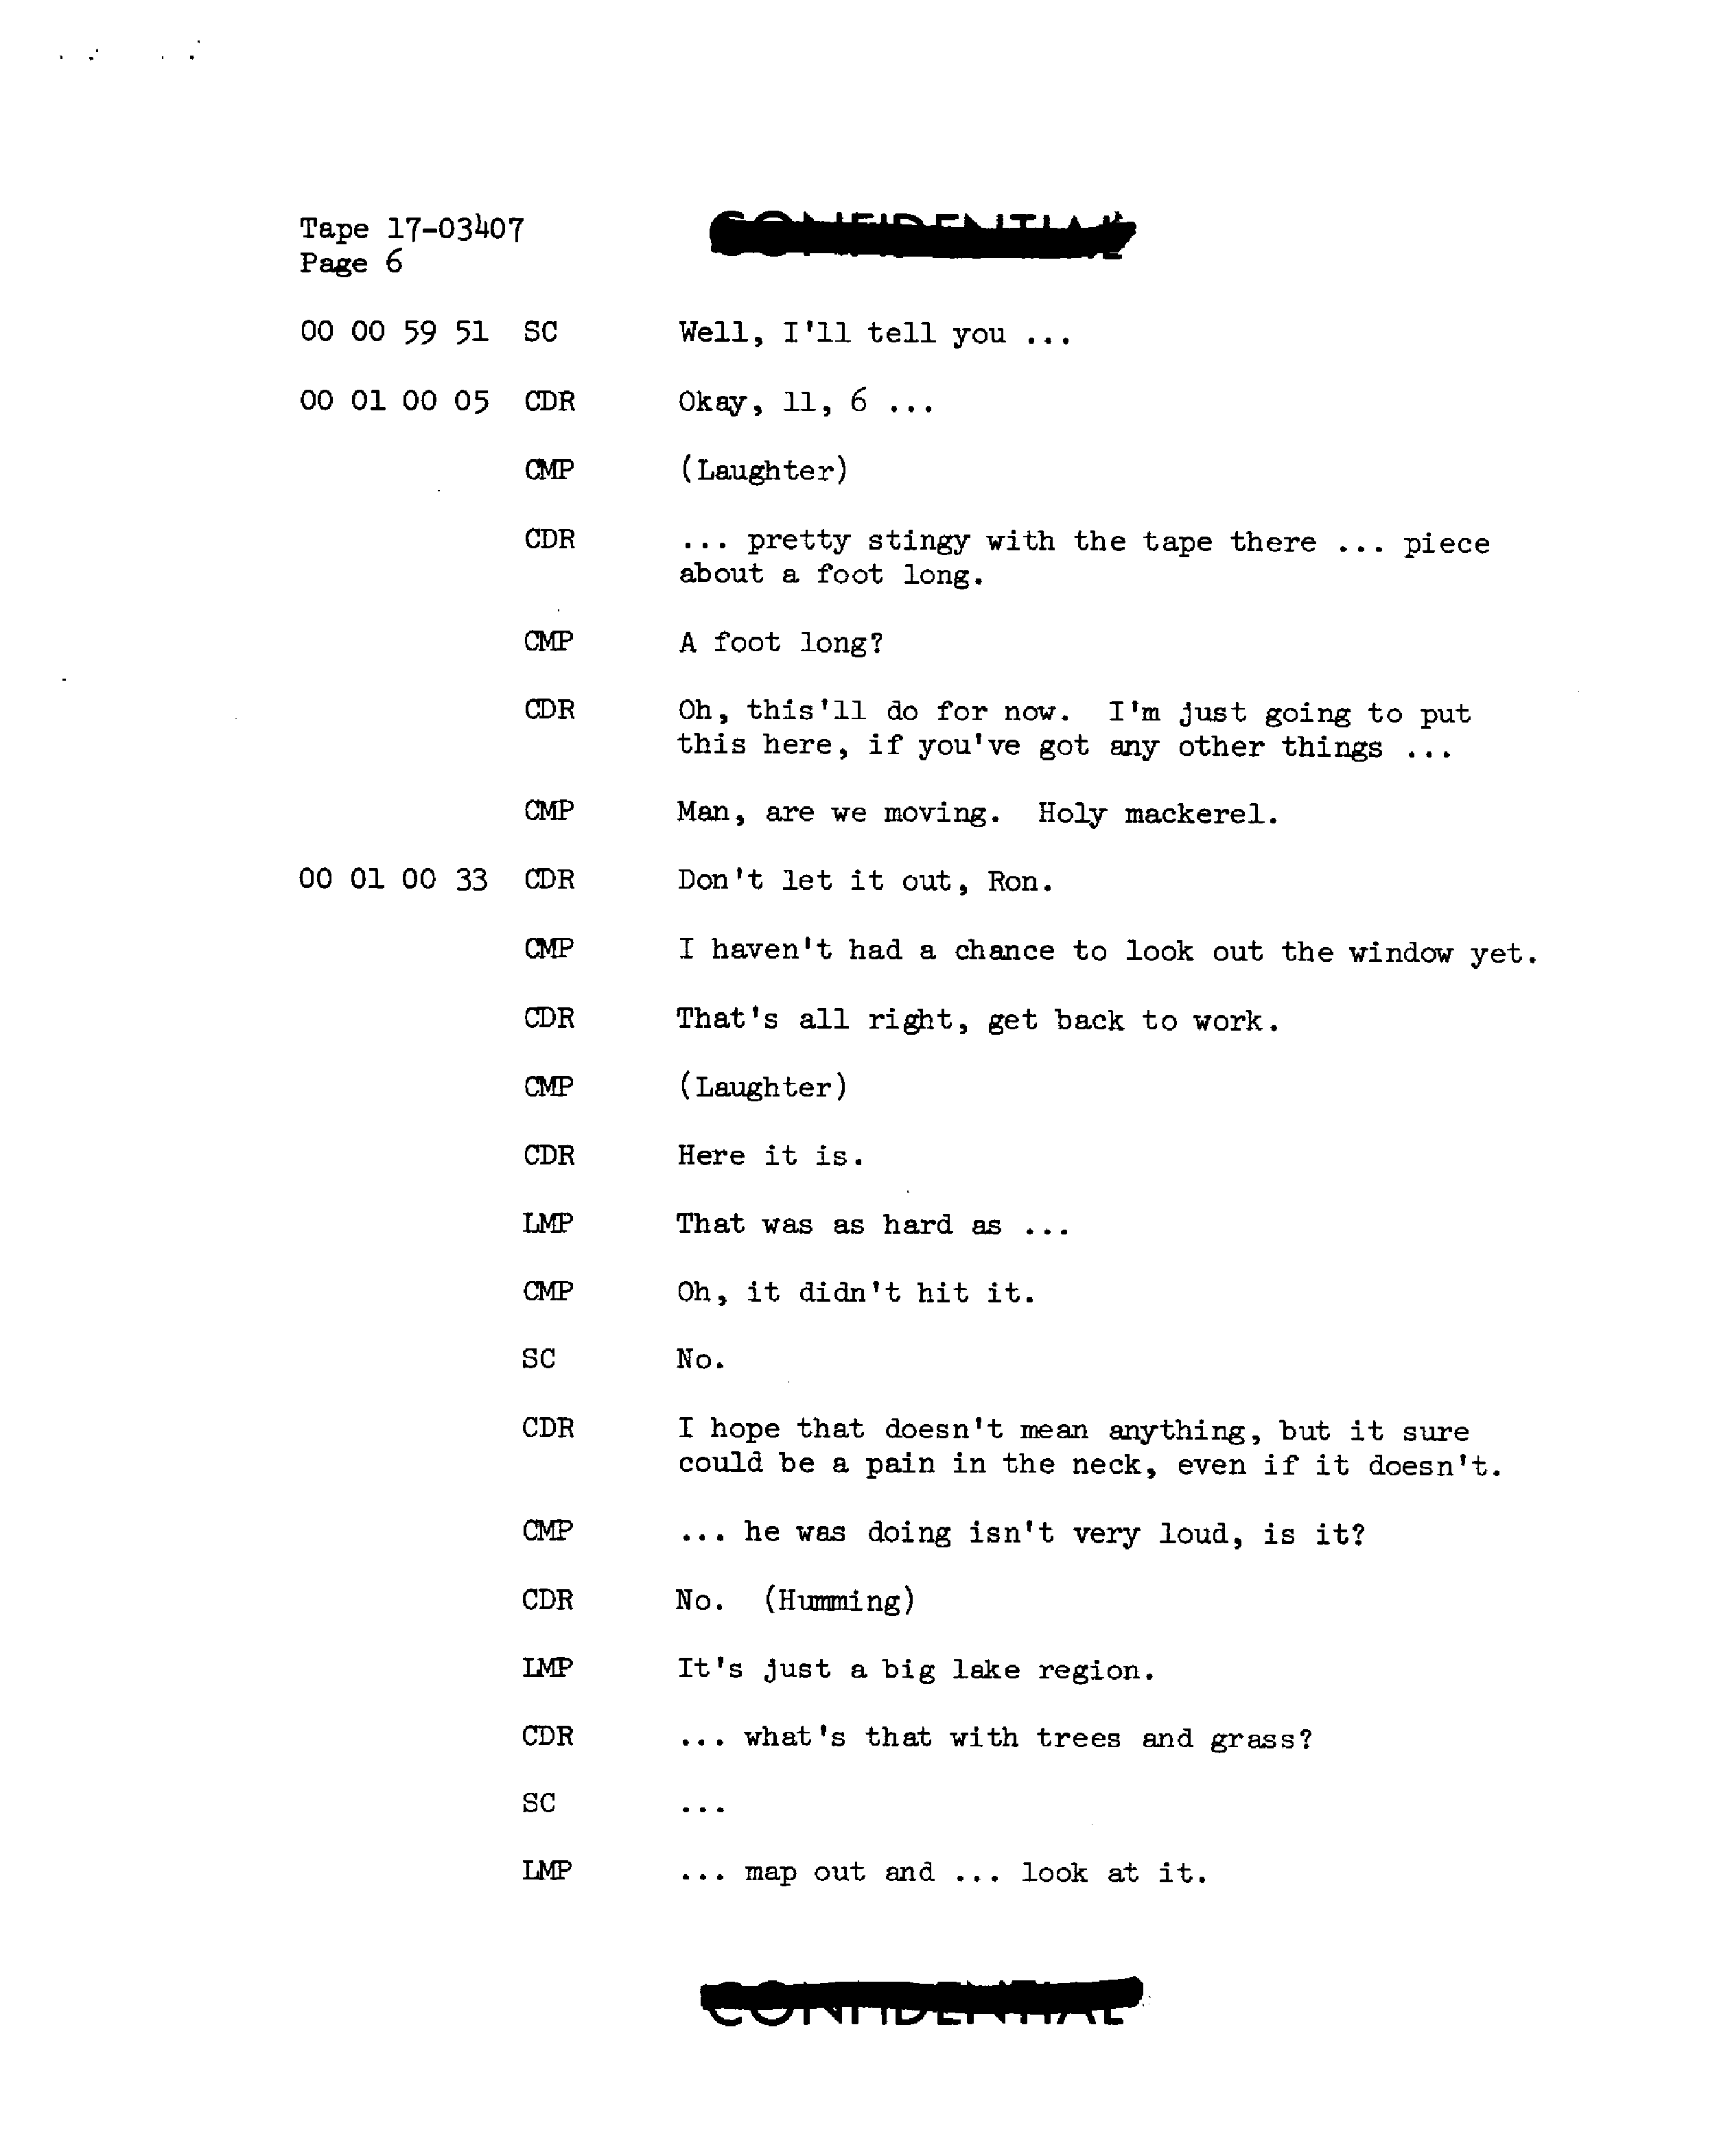 Tape 17-03407
Page 6
CONFIDENTIAL
00 00 59 51 SC Well, I'll tell you ...
00 01 00 05 CDR Okay, 11, 6 ...
CMP (Laughter)
CDR ... pretty stingy with the tape there ... piece
about a foot long.
CMP A foot long?
CDR Oh, this'll do for now. I'm just going to put
this here, if you've got any other things ...
CMP Man, are we moving. Holy mackerel.
00 01 00 33 CDR Don't let it out, Ron.
CMP I haven't had a chance to look out the window yet.
CDR That's all right, get back to work.
CMP (Laughter)
CDR Here it is.
LMP That was as hard as ...
CMP Oh, it didn't hit it.
SC No.
CDR I hope that doesn't mean anything, but it sure
could be a pain in the neck, even if it doesn't.
CMP ... he was doing isn't very loud, is it?
CDR No. (Humming)
LMP It's just a big lake region.
CDR ... what's that with trees and grass?
SC ...
LMP ... map out and ... look at it.
CONFIDENTIAL